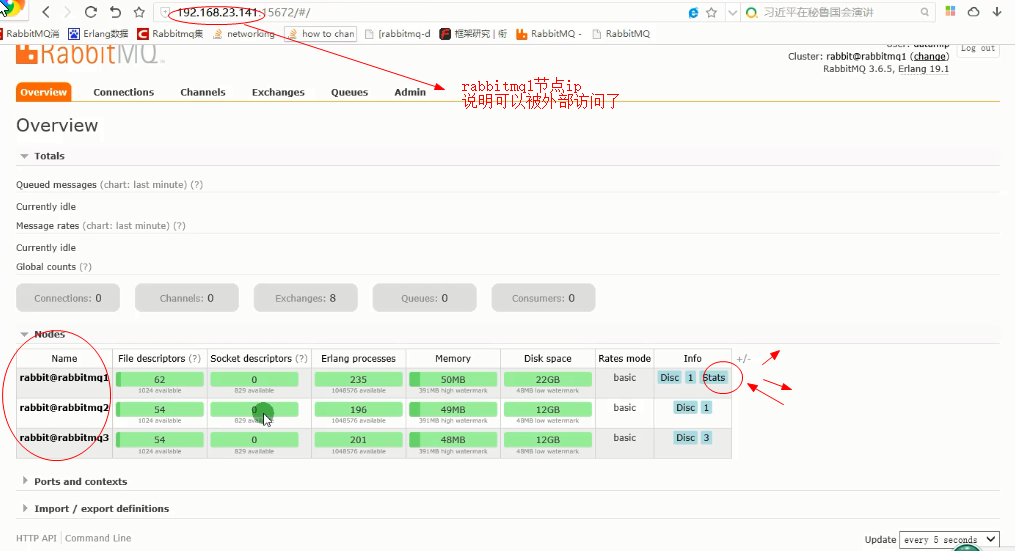 192.168.23.141:15672/#/
习近平在秘鲁国会演讲
RabbitMQ消 Erlang数据 Rabbitmq集 networking how to chan [rabbitmq-d 框架研究 | 衔 RabbitMQ - RabbitMQ
RabbitMQ
Cluster: rabbit@rabbitmq1 (change)
RabbitMQ 3.6.5, Erlang 19.1
Log out
Overview Connections Channels Exchanges Queues Admin
rabbitmq1节点ip
说明可以被外部访问了
Overview
Totals
Queued messages (chart: last minute) (?)
Currently idle
Message rates (chart: last minute) (?)
Currently idle
Global counts (?)
Connections: 0 Channels: 0 Exchanges: 8 Queues: 0 Consumers: 0
Nodes
Name File descriptors (?) Socket descriptors (?) Erlang processes Memory Disk space Rates mode Info +/-
rabbit@rabbitmq1 62 0 235 50MB 22GB basic Disc 1 Stats
1024 available 829 available 1048576 available 391MB high watermark 48MB low watermark
rabbit@rabbitmq2 54 0 196 49MB 12GB basic Disc 1
1024 available 829 available 1048576 available 391MB high watermark 48MB low watermark
rabbit@rabbitmq3 54 0 201 48MB 12GB basic Disc 3
1024 available 829 available 1048576 available 391MB high watermark 48MB low watermark
Ports and contexts
Import / export definitions
HTTP API | Command Line
Update every 5 seconds